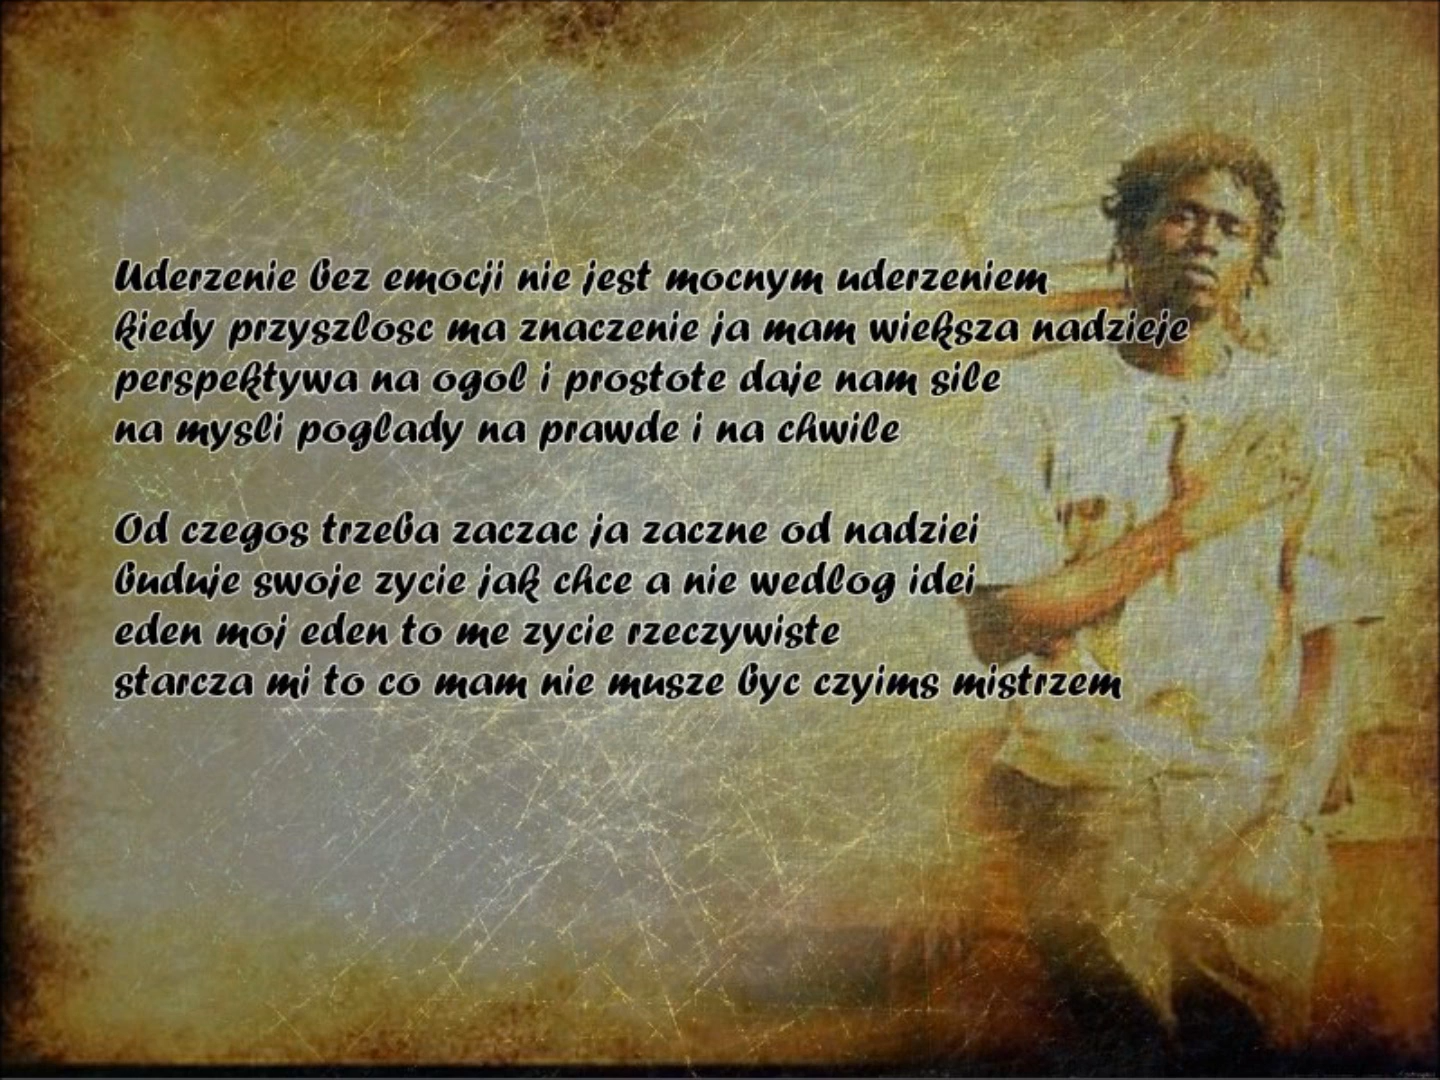 Uderzenie bez emocji nie jest mocnym uderzeniem
kiedy przyszlosc ma znaczenie ja mam wieksza nadzieje
perspektywa na ogol i prostote daje nam sile
na mysli poglady na prawde i na chwile
Od czegos trzeba zaczac ja zaczne od nadziei
buduje swoje zycie jak chce a nie wedlog idei
eden moj eden to me zycie rzeczywiste
starcza mi to co mam nie musze byc czyims mistrzem